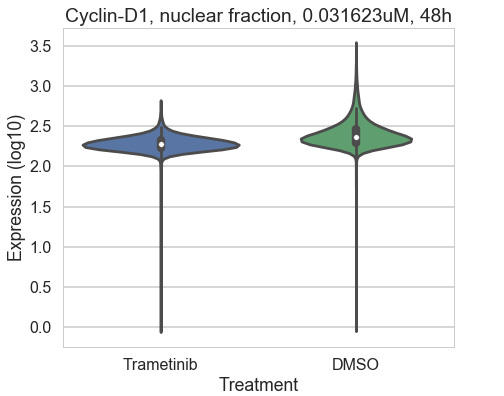 Cyclin-D1, nuclear fraction, 0.031623uM, 48h
3.5
3.0
2.5
2.0
1.5
1.0
0.5
0.0
Expression (log10)
Trametinib DMSO
Treatment